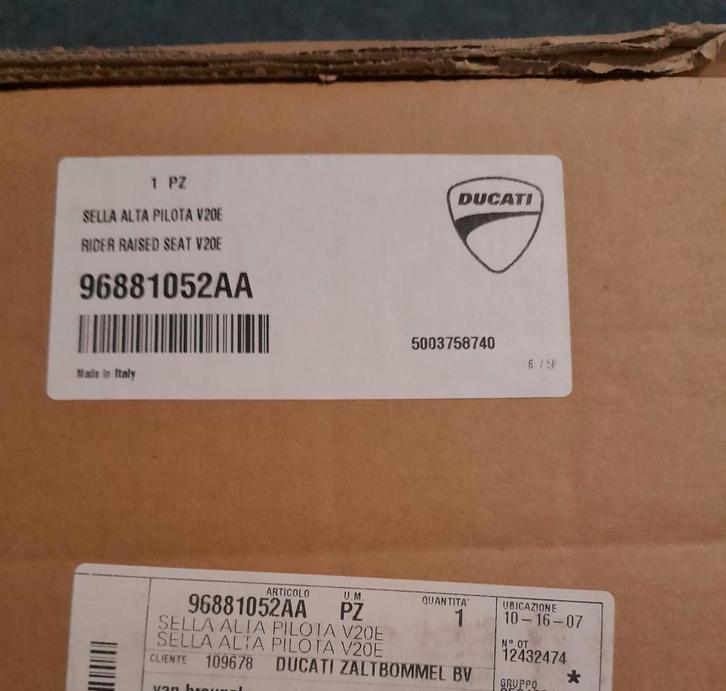 1 PZ
SELLA ALTA PILOTA V20E
RIDER RAISED SEAT V20E
DUCATI
96881052AA
5003758740
6 / 50
Made in Italy
ARTICOLO U.M. QUANTITA' UBICAZIONE
96881052AA PZ 1 10-16-07
SELLA ALTA PILOTA V20E
SELLA ALTA PILOTA V20E
N° OT
12432474
CLIENTE 109678 DUCATI ZALTBOMMEL BV
GRUPPO *
van